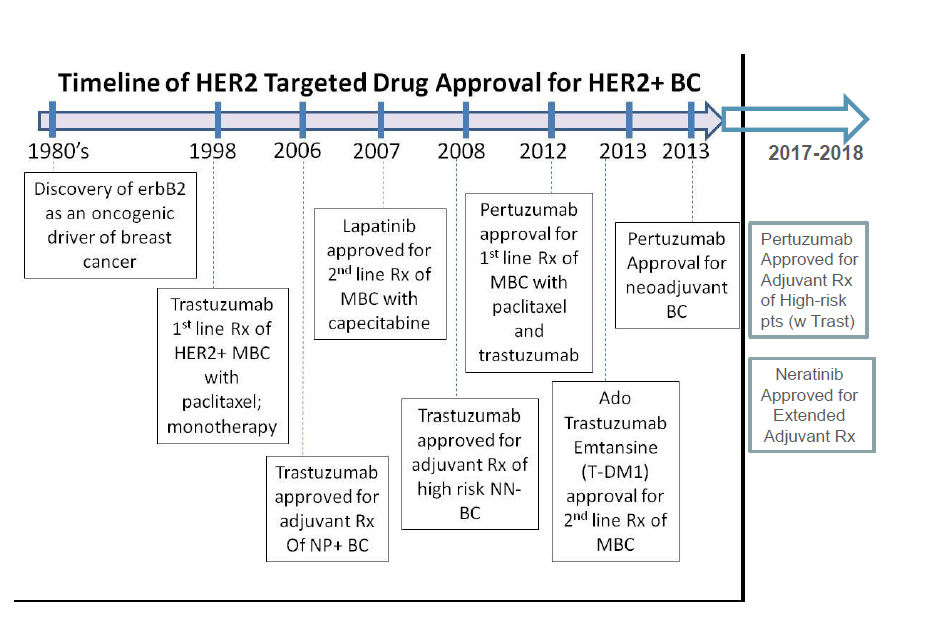 Timeline of HER2 Targeted Drug Approval for HER2+ BC
1980's
1998
2006
2007
2008
2012
2013
2013
2017-2018
Discovery of erbB2
as an oncogenic
driver of breast
cancer
Trastuzumab
1st line Rx of
HER2+ MBC
with
paclitaxel;
monotherapy
Trastuzumab
approved for
adjuvant Rx
Of NP+ BC
Lapatinib
approved for
2nd line Rx of
MBC with
capecitabine
Trastuzumab
approved for
adjuvant Rx of
high risk NN-
BC
Pertuzumab
approval for
1st line Rx of
MBC with
paclitaxel
and
trastuzumab
Ado
Trastuzumab
Emtansine
(T-DM1)
approval for
2nd line Rx of
MBC
Pertuzumab
Approval for
neoadjuvant
BC
Pertuzumab
Approved for
Adjuvant Rx
of High-risk
pts (w Trast)
Neratinib
Approved for
Extended
Adjuvant Rx